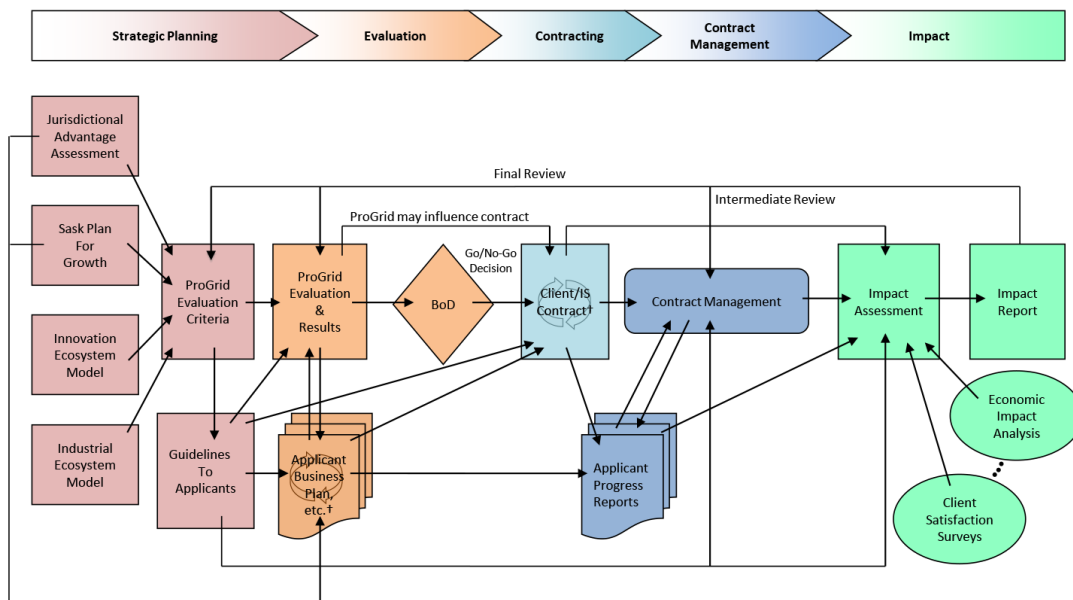 Strategic Planning
Evaluation
Contracting
Contract
Management
Impact
Jurisdictional
Advantage
Assessment
Sask Plan
For
Growth
Innovation
Ecosystem
Model
Industrial
Ecosystem
Model
Final Review
Intermediate Review
ProGrid may influence contract
Go/No-Go
Decision
ProGrid
Evaluation
Criteria
ProGrid
Evaluation
&
Results
BoD
Client/IS
Contract†
Contract Management
Impact
Assessment
Impact
Report
Guidelines
To
Applicants
Applicant
Business
Plan,
etc.†
Applicant
Progress
Reports
Economic
Impact
Analysis
Client
Satisfaction
Surveys